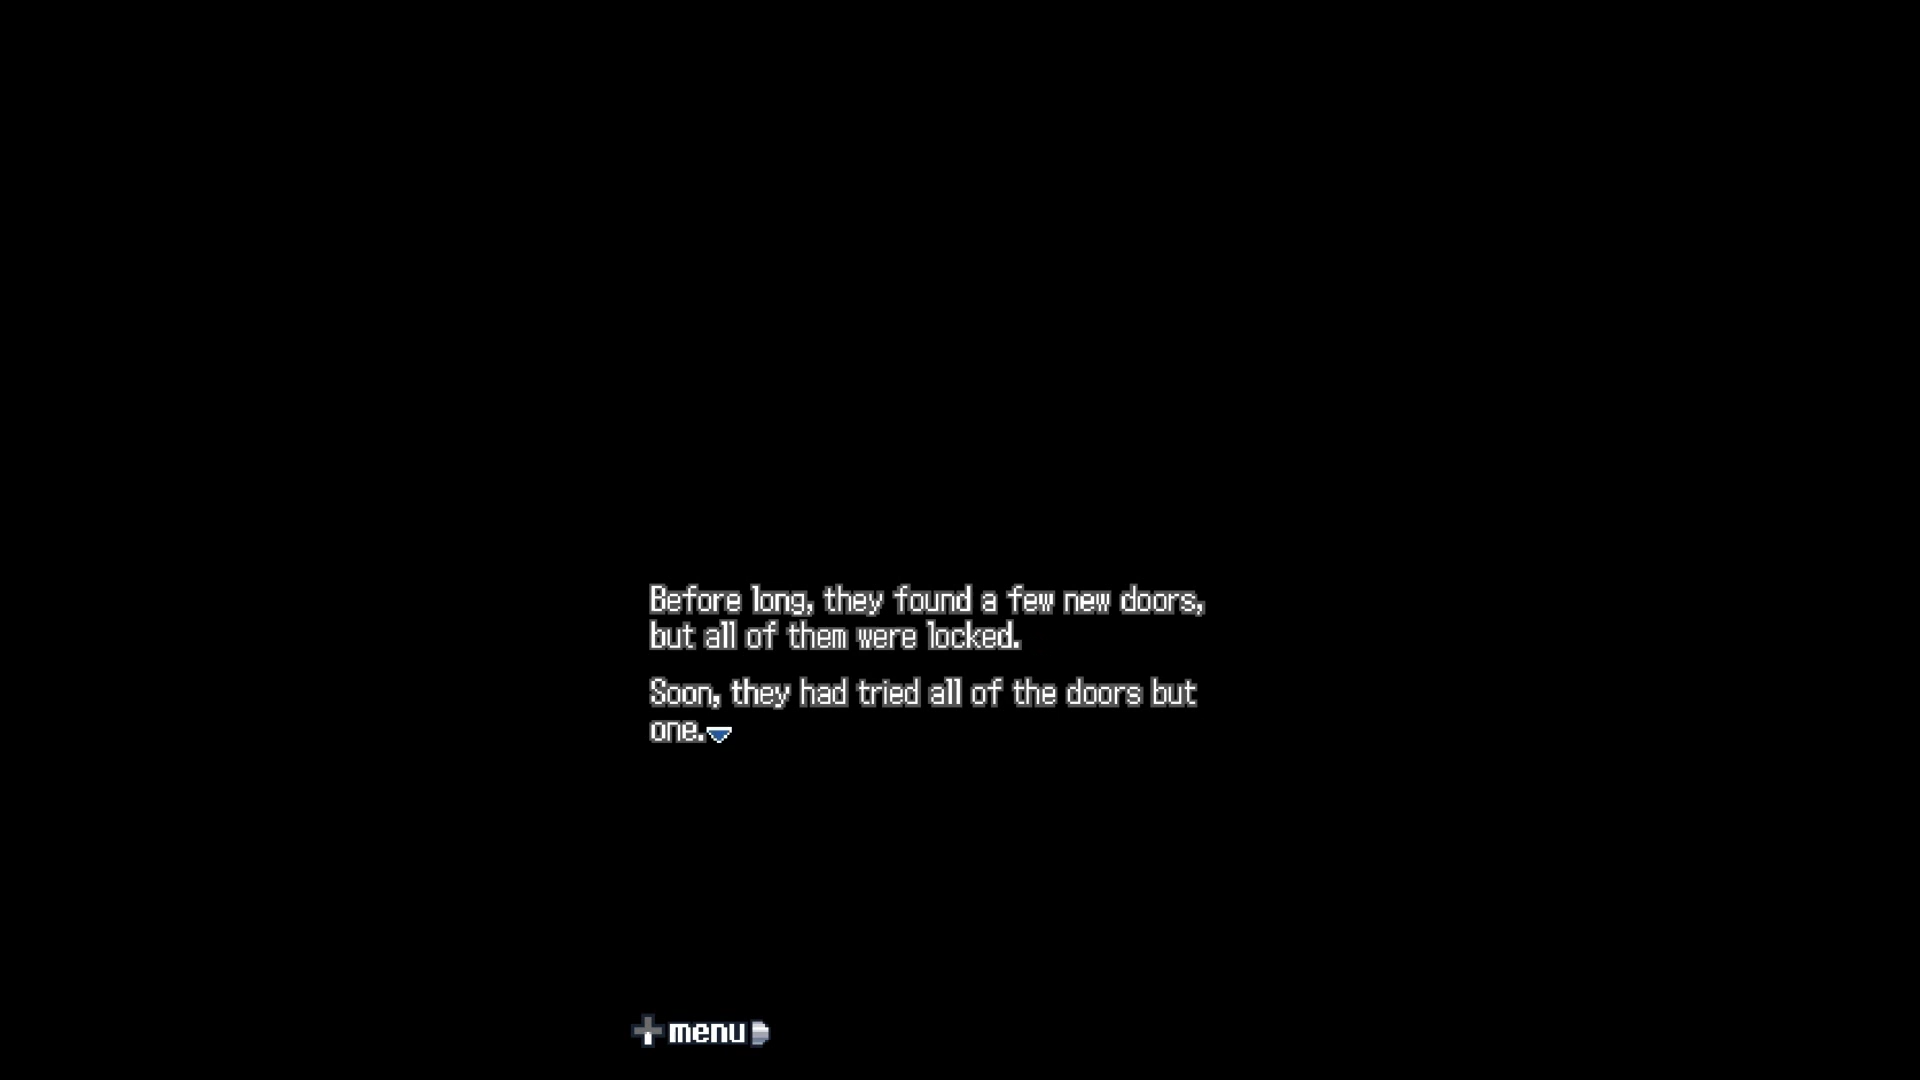 Before long, they found a few new doors,
but all of them were locked.
Soon, they had tried all of the doors but
one.
menu